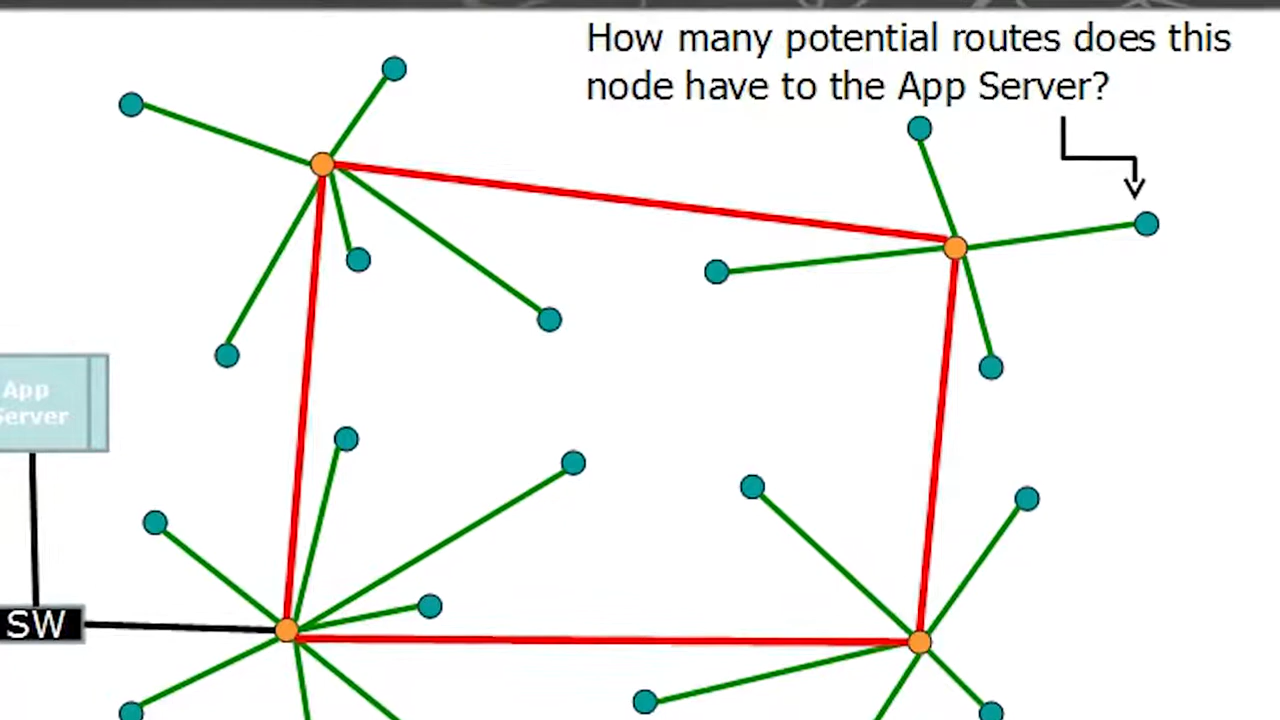 How many potential routes does this
node have to the App Server?
App
Server
SW